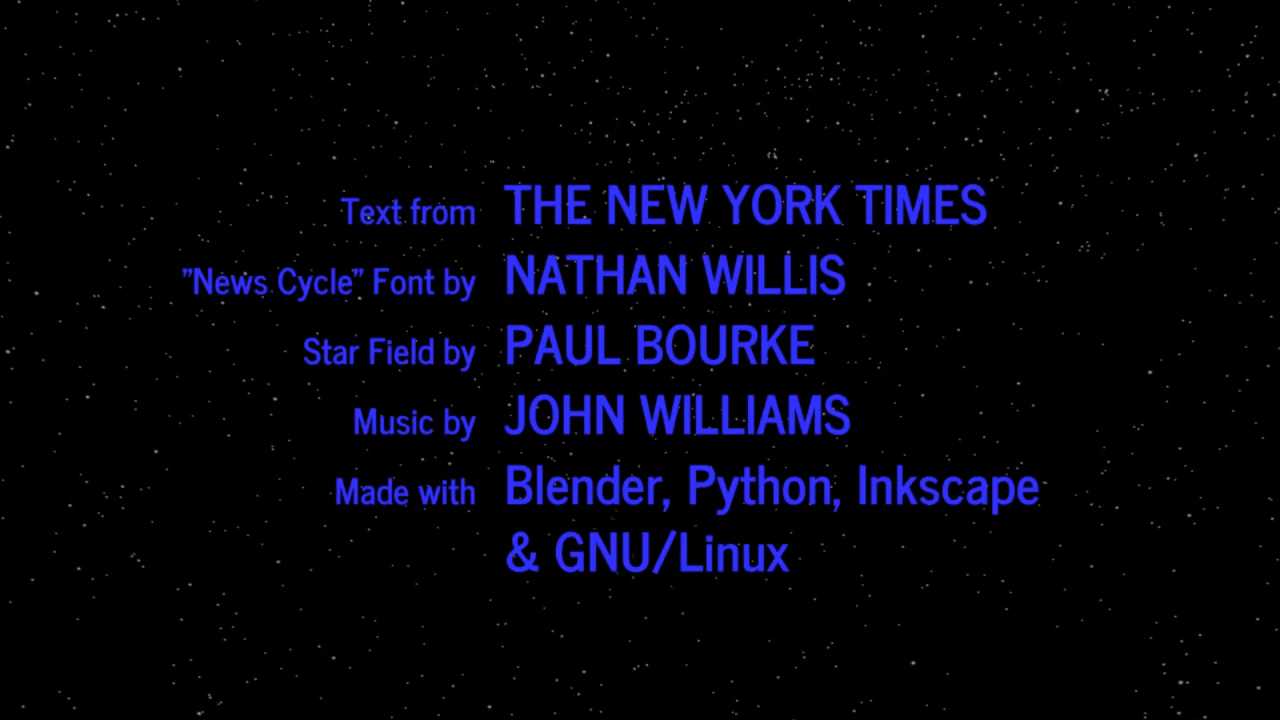 Text from THE NEW YORK TIMES
"News Cycle" Font by NATHAN WILLIS
Star Field by PAUL BOURKE
Music by JOHN WILLIAMS
Made with Blender, Python, Inkscape
& GNU/Linux